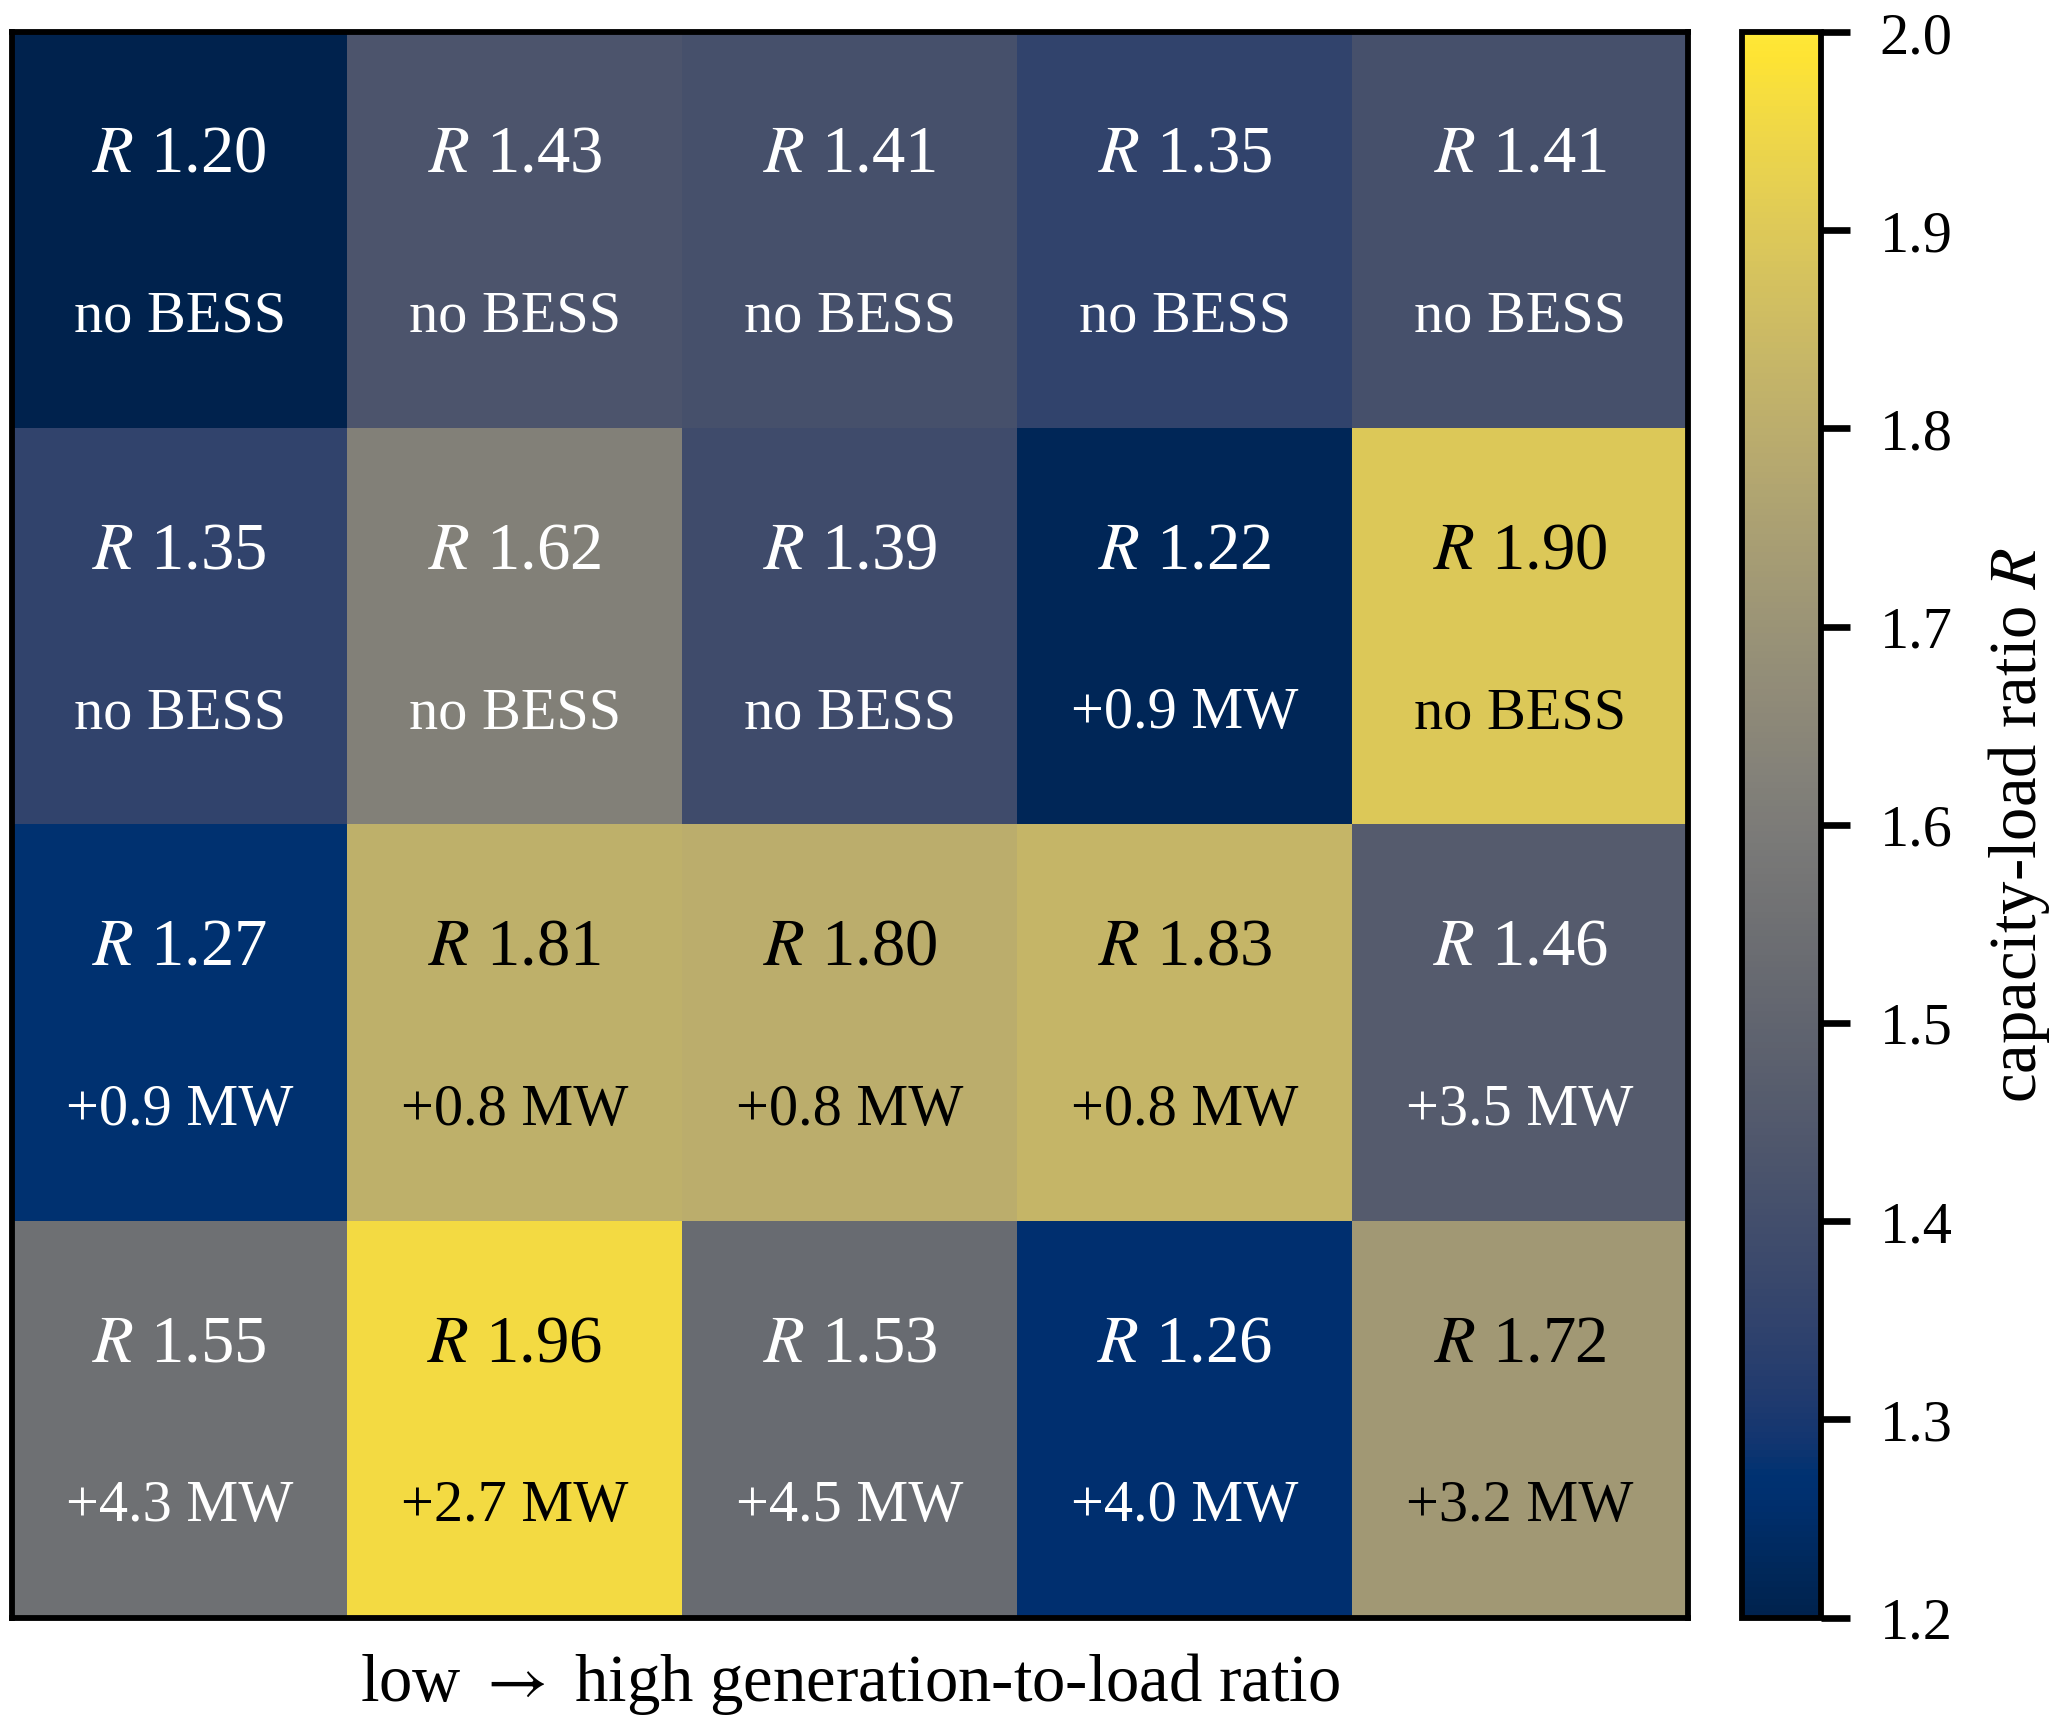 R 1.20 R 1.43 R 1.41 R 1.35 R 1.41
no BESS no BESS no BESS no BESS no BESS
R 1.35 R 1.62 R 1.39 R 1.22 R 1.90
no BESS no BESS no BESS +0.9 MW no BESS
R 1.27 R 1.81 R 1.80 R 1.83 R 1.46
+0.9 MW +0.8 MW +0.8 MW +0.8 MW +3.5 MW
R 1.55 R 1.96 R 1.53 R 1.26 R 1.72
+4.3 MW +2.7 MW +4.5 MW +4.0 MW +3.2 MW
low → high generation-to-load ratio
2.0
1.9
1.8
1.7
1.6
1.5
1.4
1.3
1.2
capacity-load ratio R